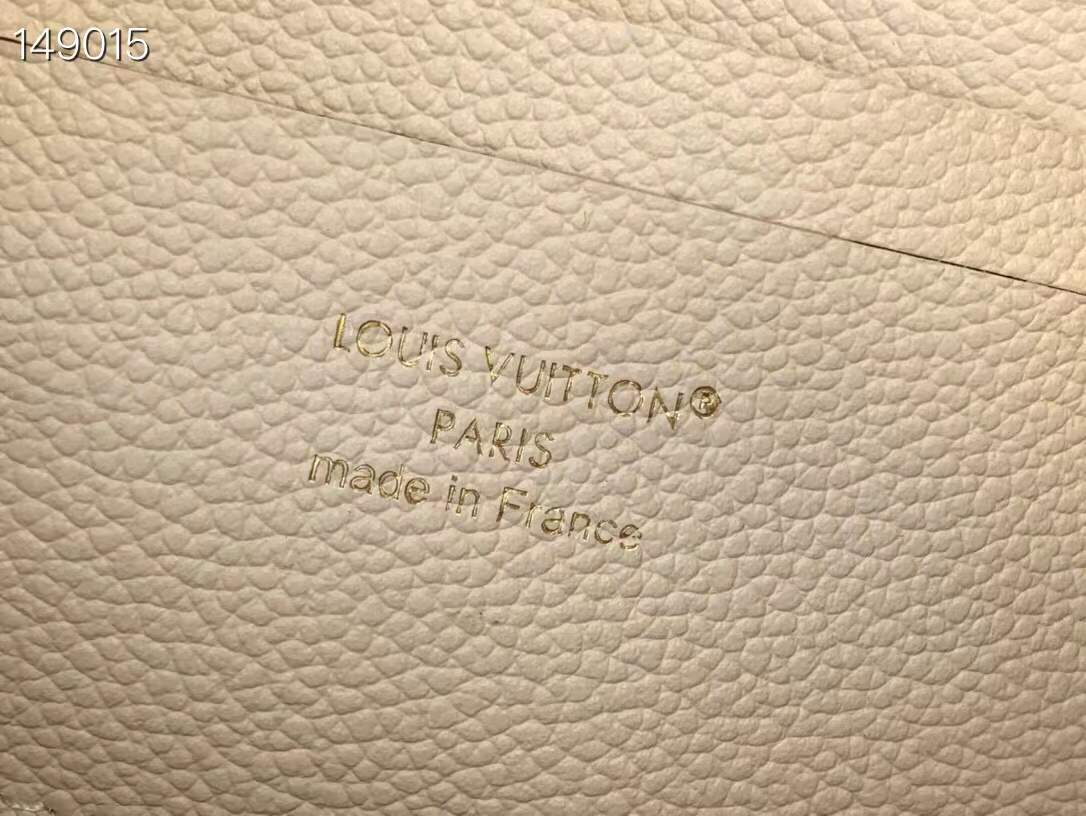 149015
LOUIS VUITTON®
PARIS
made in France